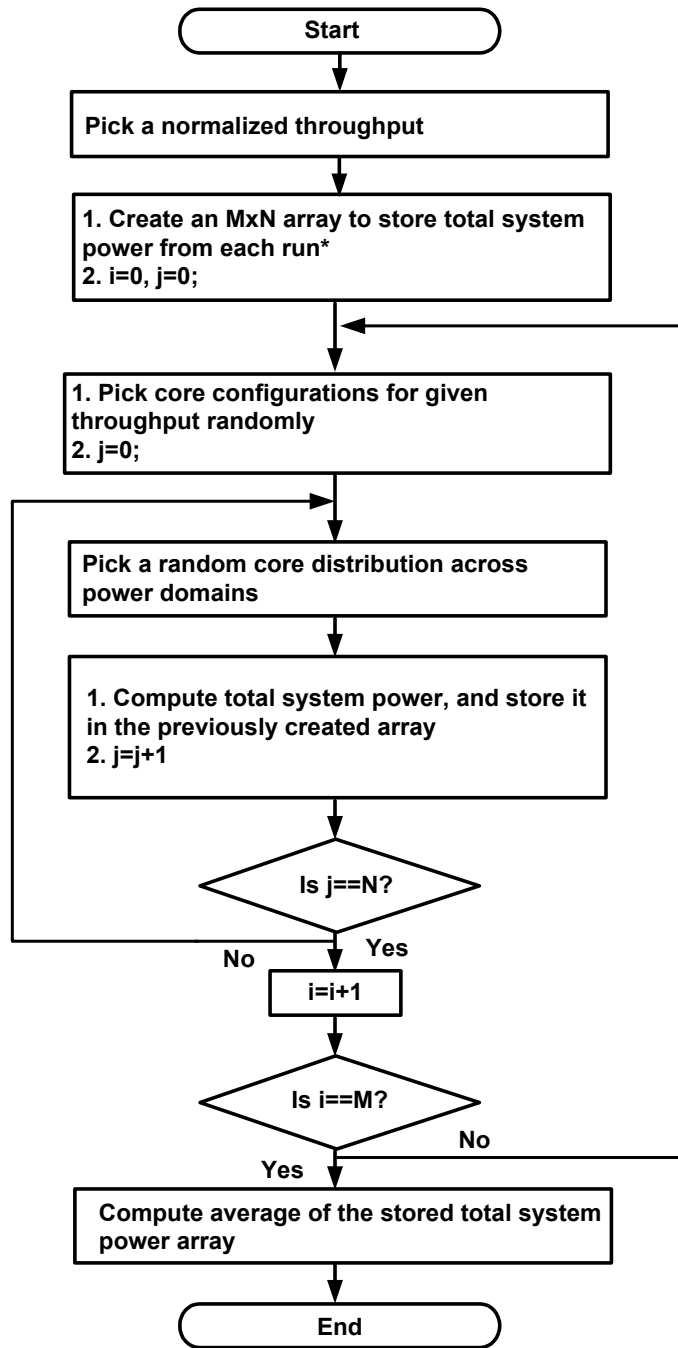 Start
Pick a normalized throughput
1. Create an MxN array to store total system
power from each run*
2. i=0, j=0;
1. Pick core configurations for given
throughput randomly
2. j=0;
Pick a random core distribution across
power domains
1. Compute total system power, and store it
in the previously created array
2. j=j+1
Is j==N?
No
Yes
i=i+1
Is i==M?
No
Yes
Compute average of the stored total system
power array
End